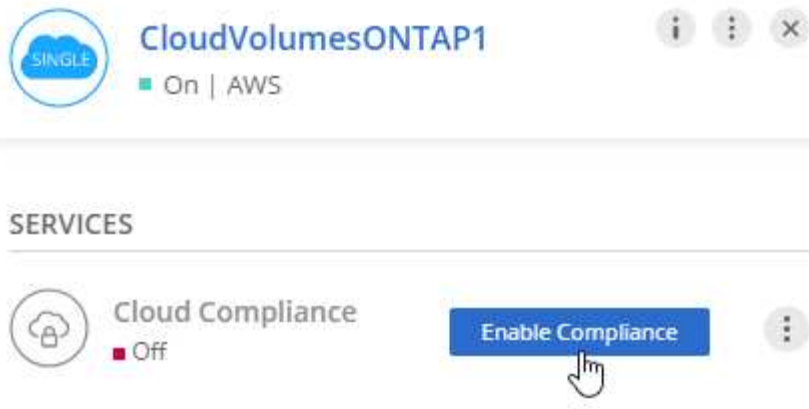 SINGLE
CloudVolumesONTAP1
On | AWS
SERVICES
Cloud Compliance
Off
Enable Compliance